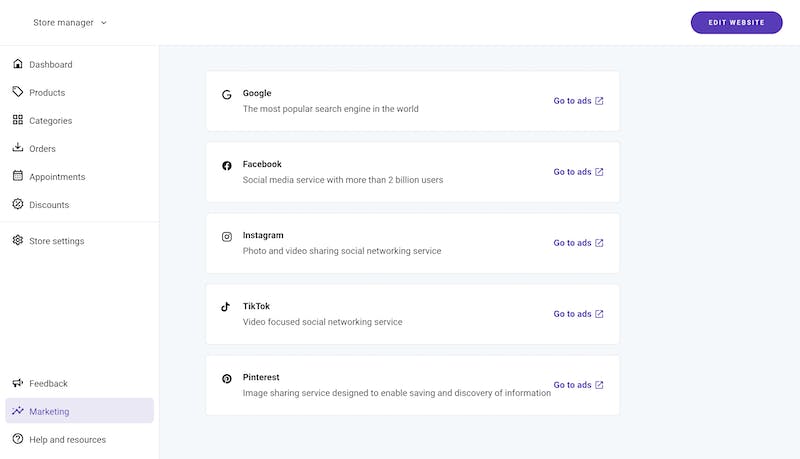 Store manager
EDIT WEBSITE
Dashboard
Products
Categories
Orders
Appointments
Discounts
Store settings
Feedback
Marketing
Help and resources
Google
The most popular search engine in the world
Go to ads
Facebook
Social media service with more than 2 billion users
Go to ads
Instagram
Photo and video sharing social networking service
Go to ads
TikTok
Video focused social networking service
Go to ads
Pinterest
Image sharing service designed to enable saving and discovery of information
Go to ads